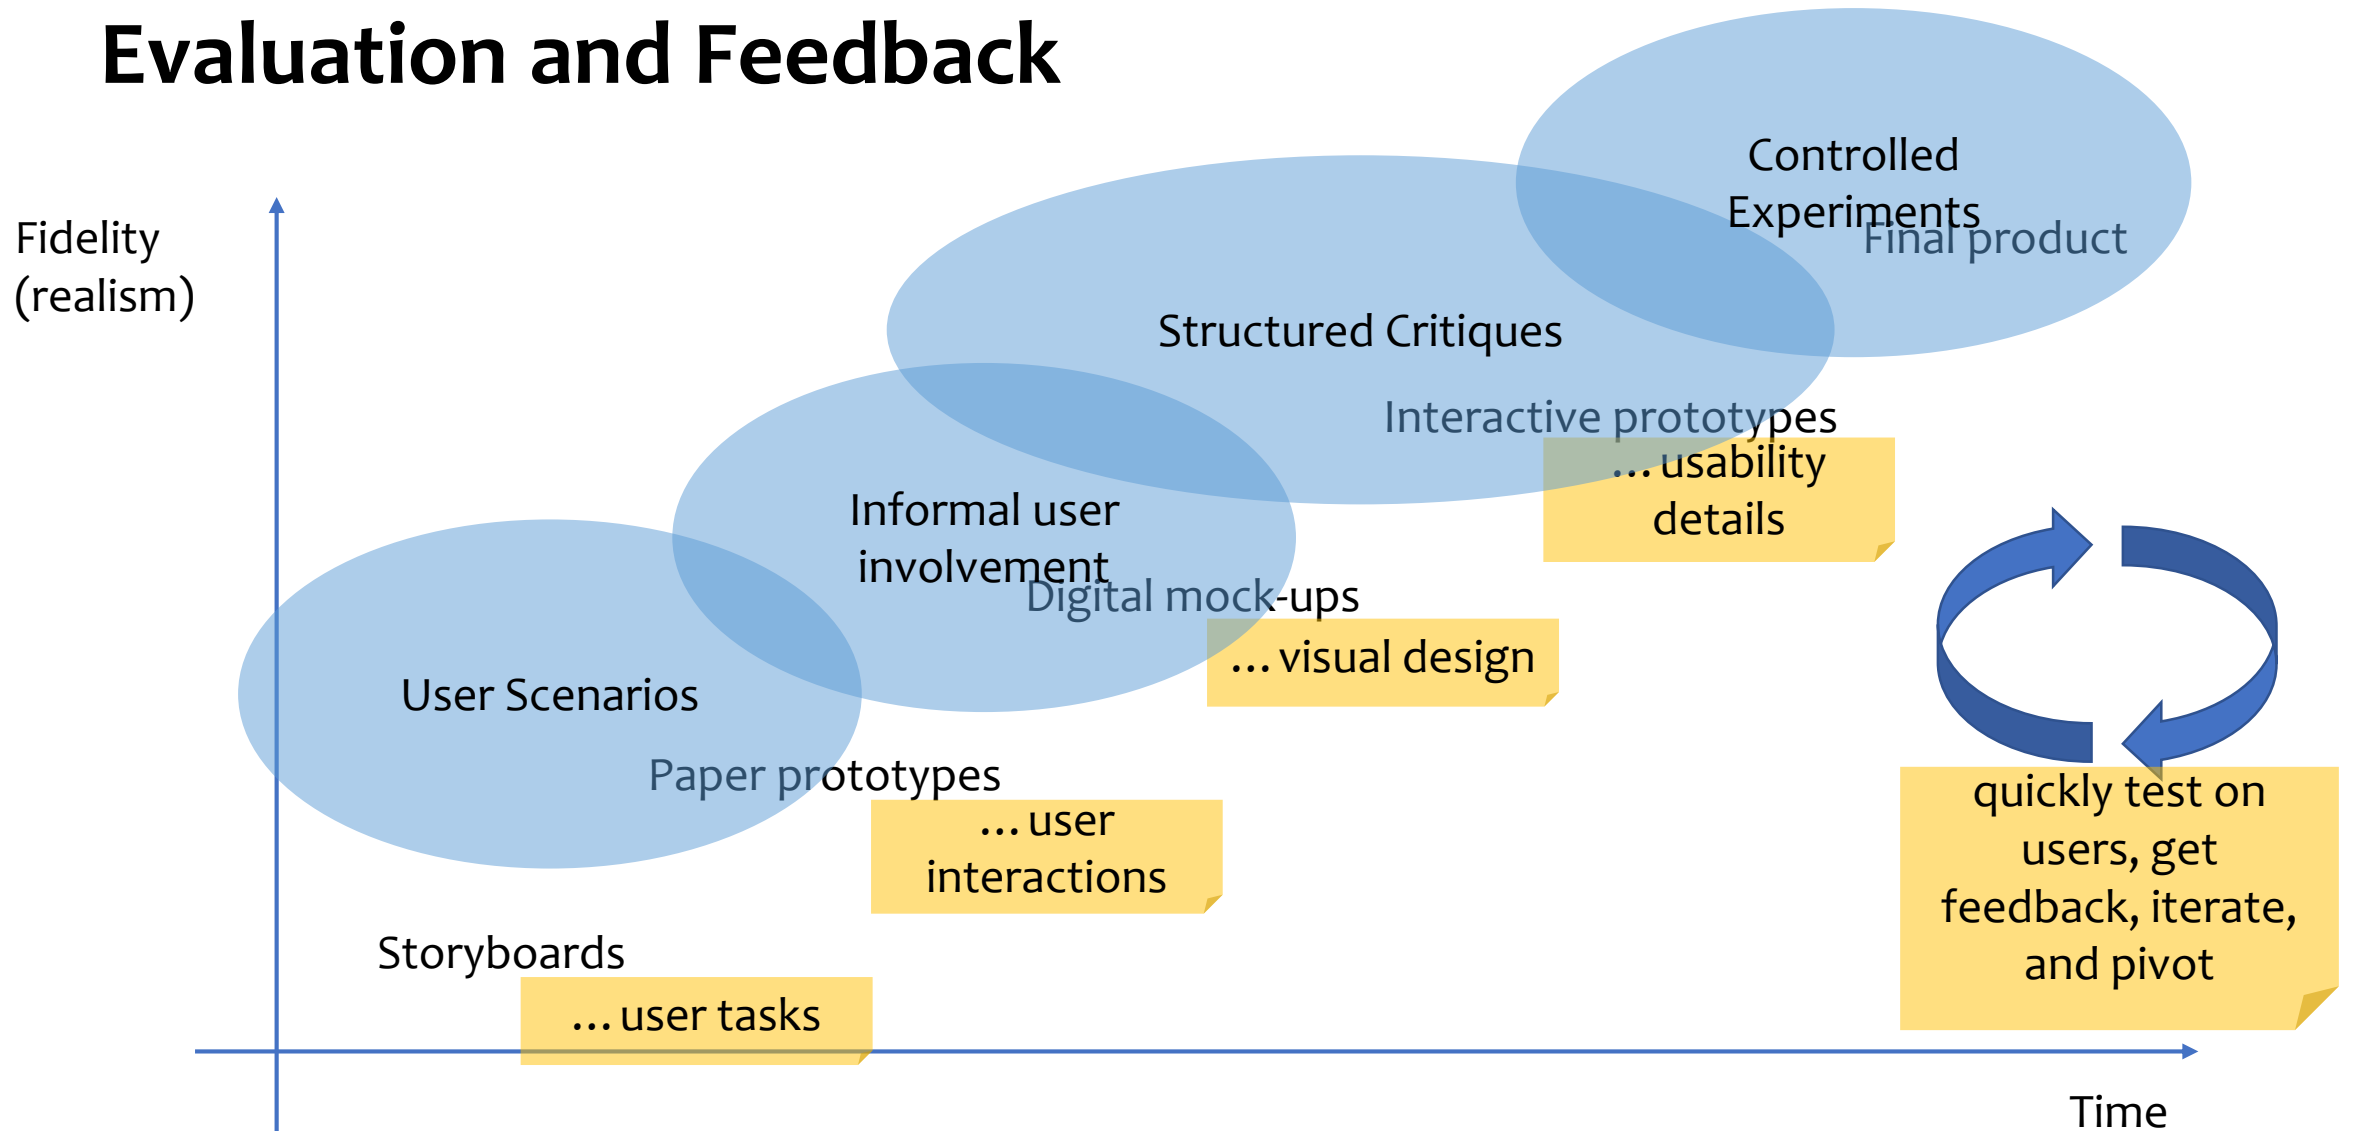 Evaluation and Feedback
Fidelity
(realism)
Controlled
Experiments
Final product
Structured Critiques
Interactive prototypes
... usability
details
Informal user
involvement
Digital mock-ups
... visual design
User Scenarios
Paper prototypes
... user
interactions
Storyboards
... user tasks
quickly test on
users, get
feedback, iterate,
and pivot
Time